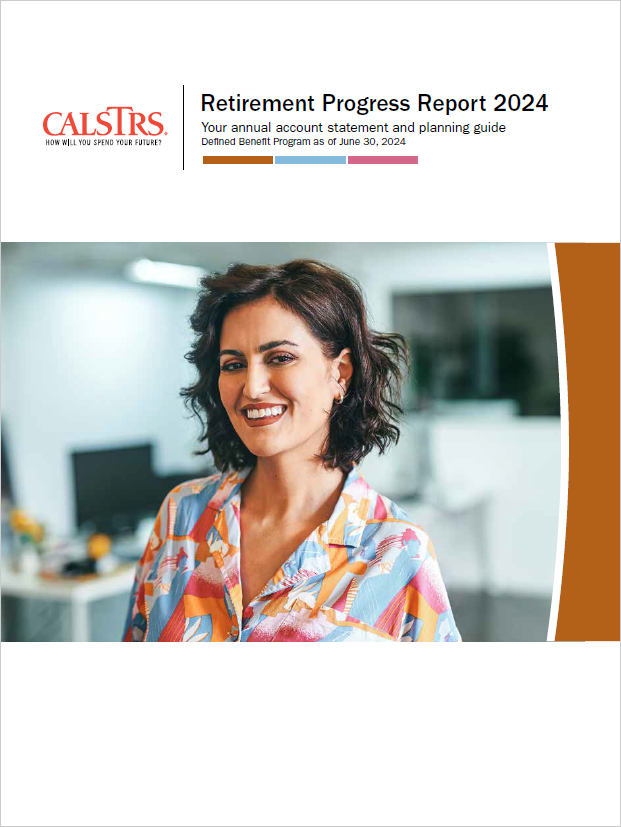 CALSTRS®
HOW WILL YOU SPEND YOUR FUTURE?
Retirement Progress Report 2024
Your annual account statement and planning guide
Defined Benefit Program as of June 30, 2024